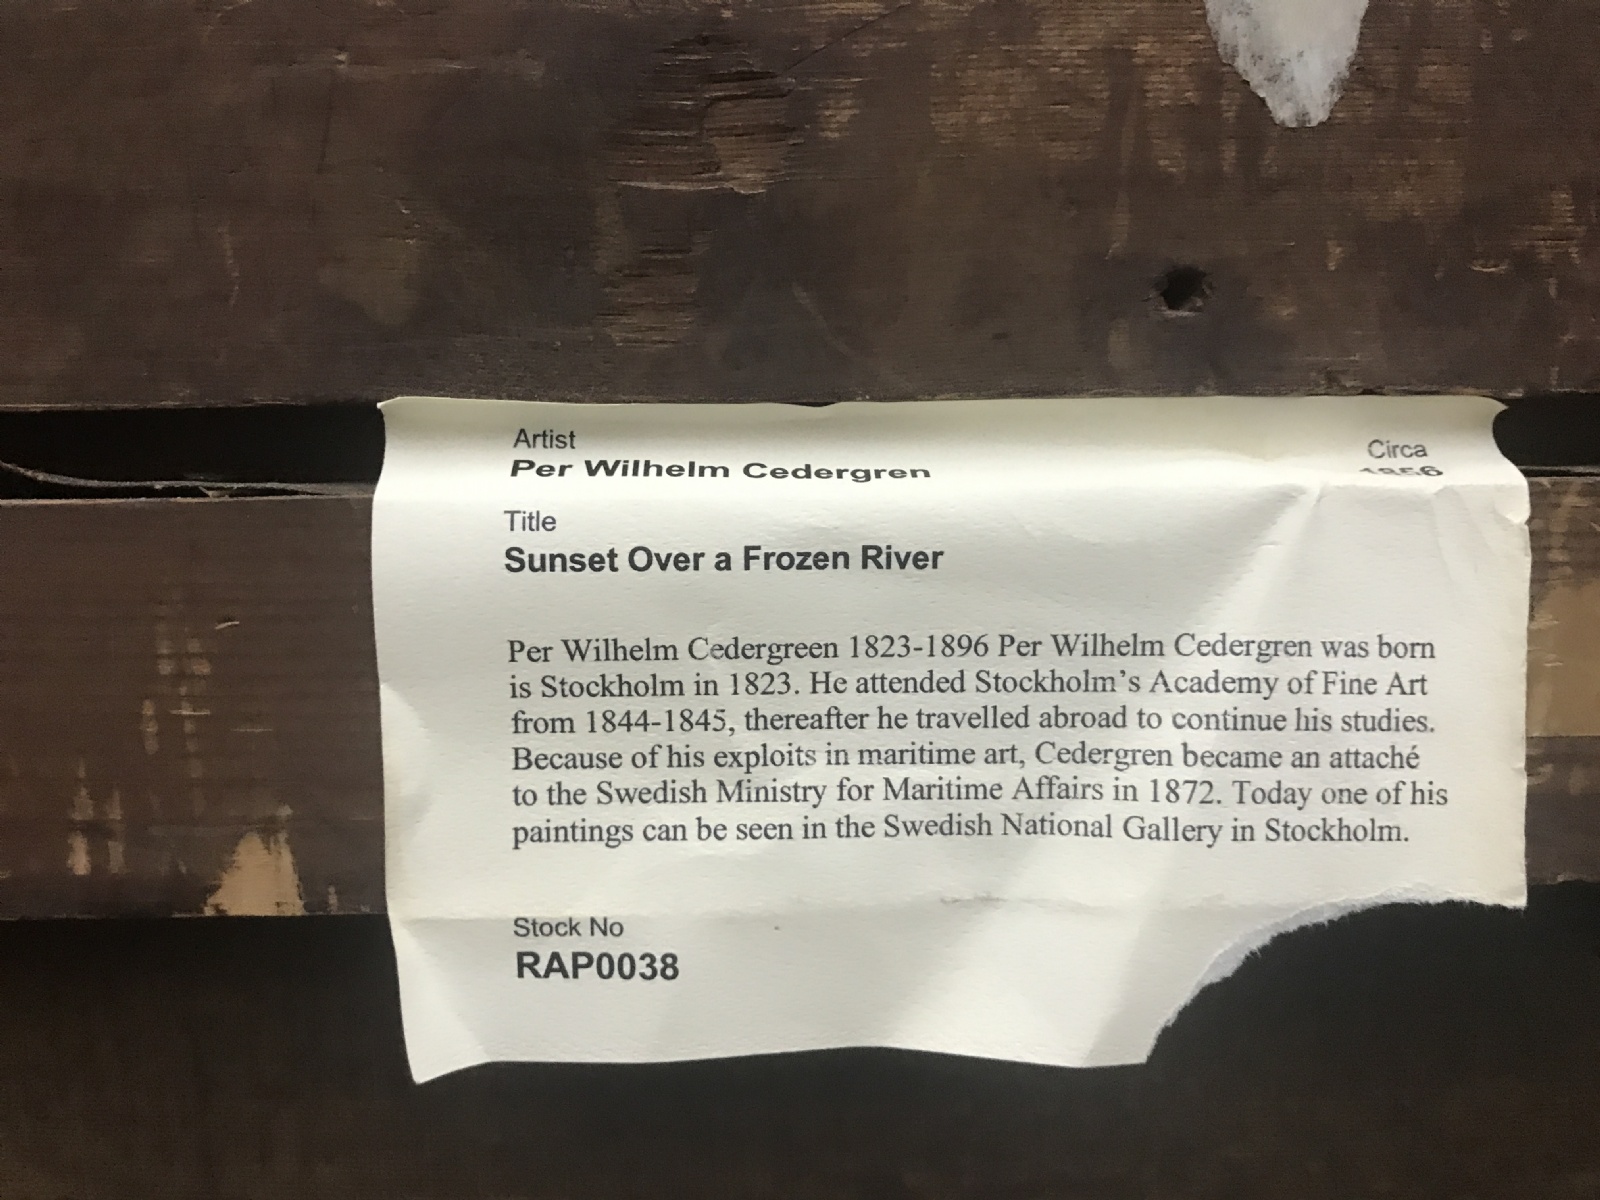 Artist
Circa
Per Wilhelm Cedergren
1856
Title
Sunset Over a Frozen River
Per Wilhelm Cedergreen 1823-1896 Per Wilhelm Cedergren was born
is Stockholm in 1823. He attended Stockholm's Academy of Fine Art
from 1844-1845, thereafter he travelled abroad to continue his studies.
Because of his exploits in maritime art, Cedergren became an attaché
to the Swedish Ministry for Maritime Affairs in 1872. Today one of his
paintings can be seen in the Swedish National Gallery in Stockholm.
Stock No
RAP0038